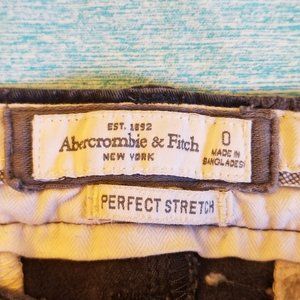 EST. 1892
Abercrombie & Fitch
NEW YORK
0
MADE IN
BANGLADESH
PERFECT STRETCH